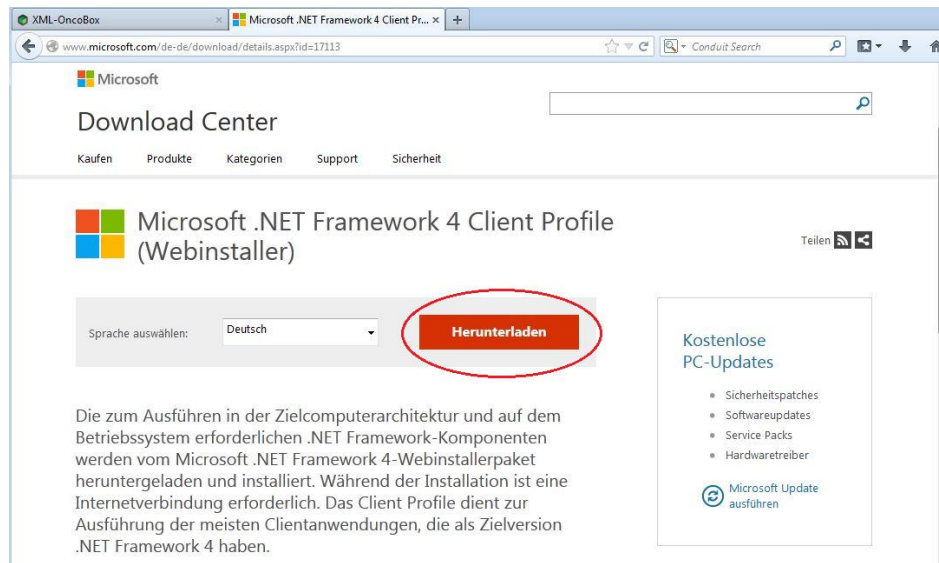 XML-OncoBox
Microsoft .NET Framework 4 Client Pr...
www.microsoft.com/de-de/download/details.aspx?id=17113
Conduit Search
Microsoft
Download Center
Kaufen Produkte Kategorien Support Sicherheit
Microsoft .NET Framework 4 Client Profile
(Webinstaller)
Teilen
Sprache auswählen: Deutsch Herunterladen
Die zum Ausführen in der Zielcomputerarchitektur und auf dem
Betriebssystem erforderlichen .NET Framework-Komponenten
werden vom Microsoft .NET Framework 4-Webinstallerpaket
heruntergeladen und installiert. Während der Installation ist eine
Internetverbindung erforderlich. Das Client Profile dient zur
Ausführung der meisten Clientanwendungen, die als Zielversion
.NET Framework 4 haben.
Kostenlose
PC-Updates
Sicherheitspatches
Softwareupdates
Service Packs
Hardwaretreiber
Microsoft Update
ausführen